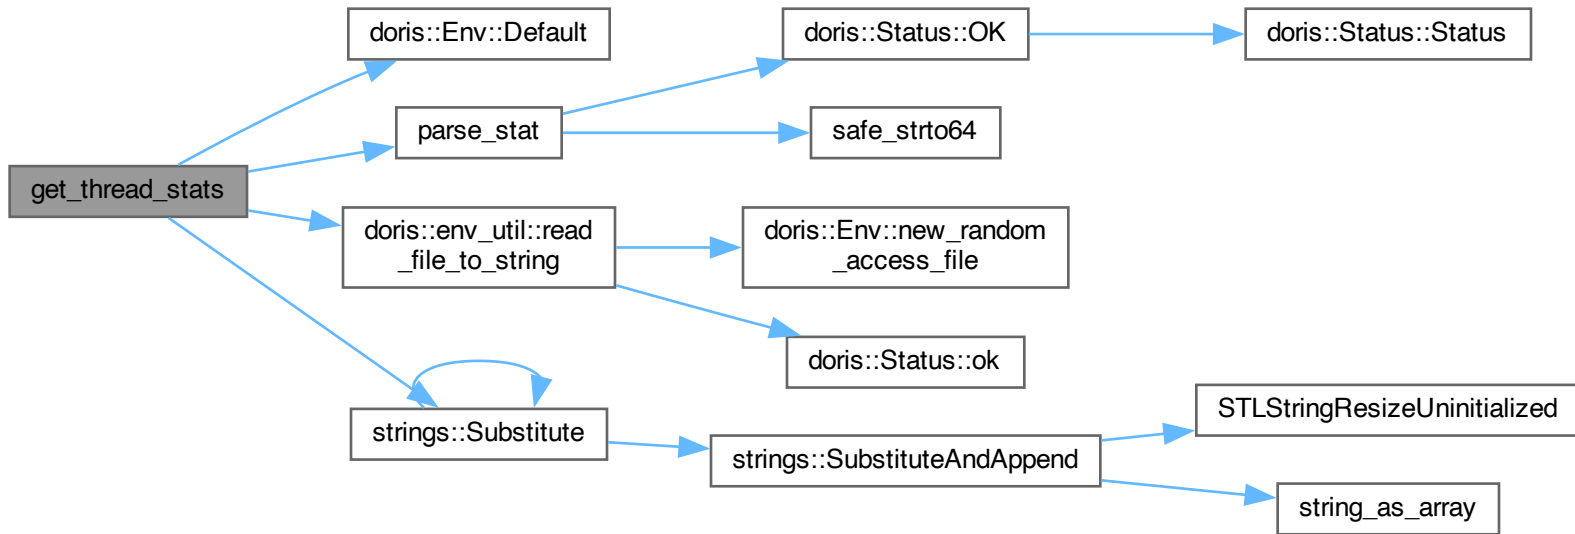 doris::Env::Default
doris::Status::OK
doris::Status::Status
parse_stat
safe_strto64
get_thread_stats
doris::env_util::read
_file_to_string
doris::Env::new_random
_access_file
doris::Status::ok
strings::Substitute
strings::SubstituteAndAppend
STLStringResizeUninitialized
string_as_array